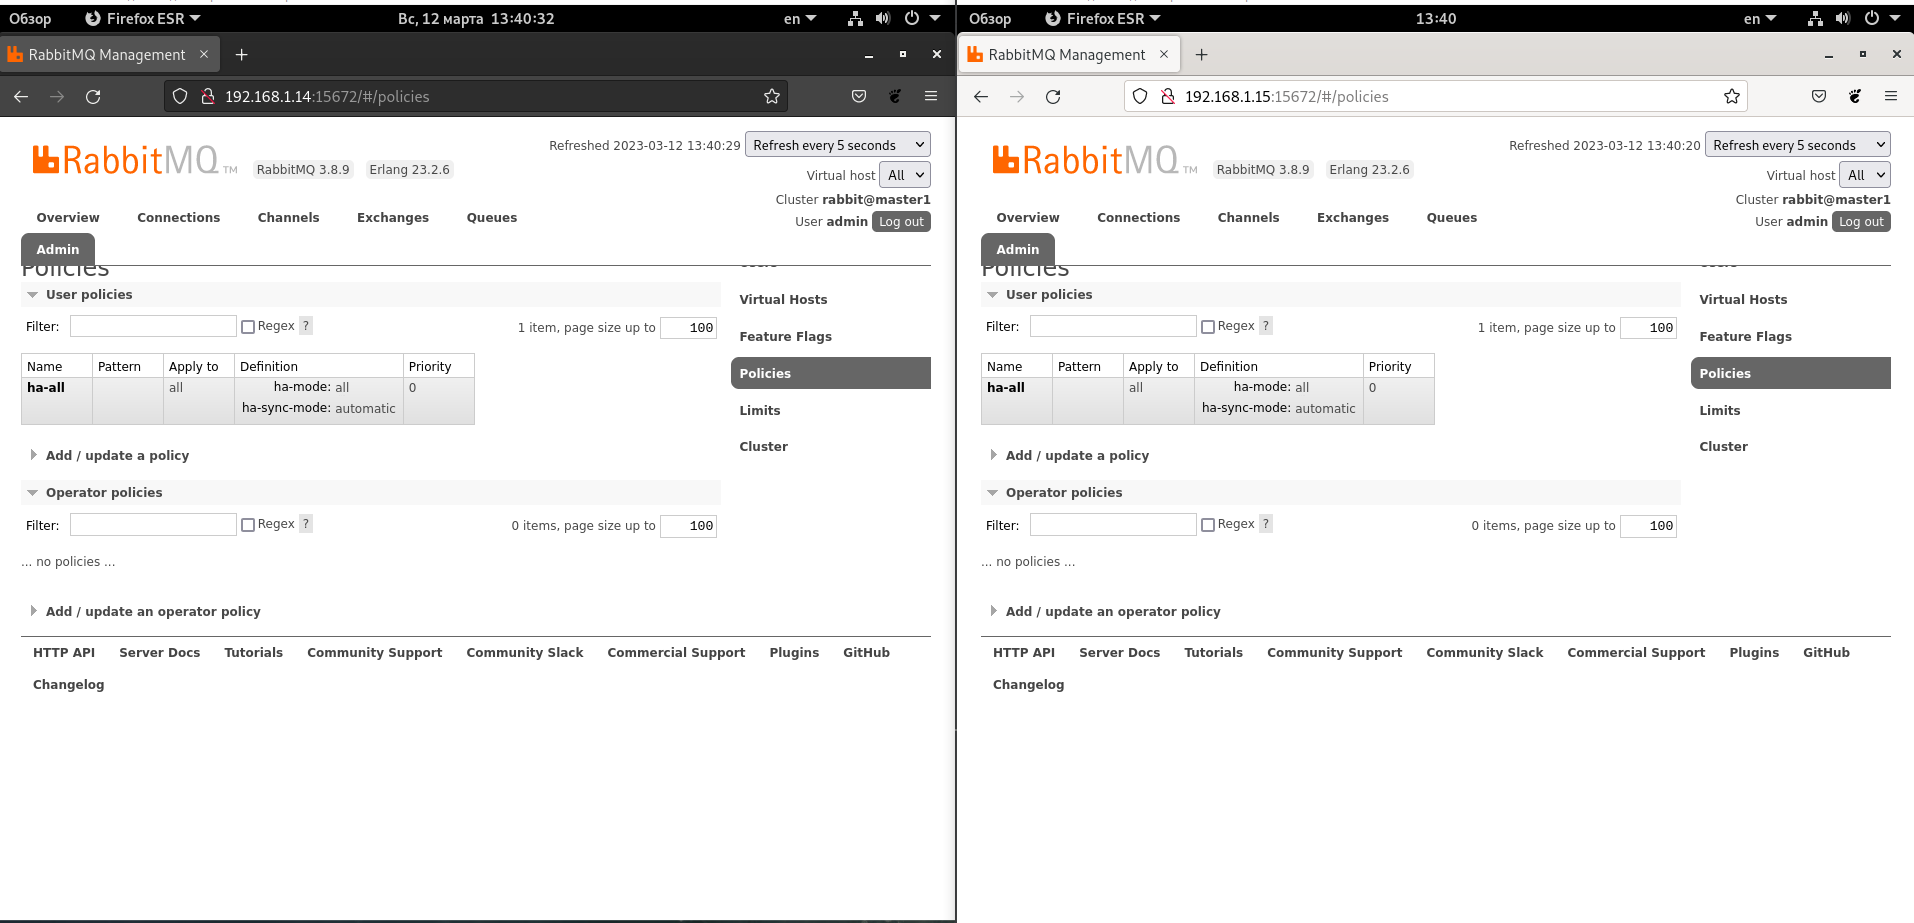 Обзор Firefox ESR Вс, 12 марта 13:40:32 en
RabbitMQ Management
192.168.1.14:15672/#/policies
Refreshed 2023-03-12 13:40:29 Refresh every 5 seconds
RabbitMQ TM RabbitMQ 3.8.9 Erlang 23.2.6
Virtual host All
Cluster rabbit@master1
Overview Connections Channels Exchanges Queues
User admin Log out
Admin
Policies
User policies
Virtual Hosts
Filter: Regex ? 1 item, page size up to 100
Feature Flags
Name Pattern Apply to Definition Priority
Policies
ha-all all ha-mode: all 0
ha-sync-mode: automatic
Limits
Cluster
Add / update a policy
Operator policies
Filter: Regex ? 0 items, page size up to 100
... no policies ...
Add / update an operator policy
HTTP API Server Docs Tutorials Community Support Community Slack Commercial Support Plugins GitHub
Changelog
Обзор Firefox ESR 13:40 en
RabbitMQ Management
192.168.1.15:15672/#/policies
Refreshed 2023-03-12 13:40:20 Refresh every 5 seconds
RabbitMQ TM RabbitMQ 3.8.9 Erlang 23.2.6
Virtual host All
Cluster rabbit@master1
Overview Connections Channels Exchanges Queues
User admin Log out
Admin
Policies
User policies
Virtual Hosts
Filter: Regex ? 1 item, page size up to 100
Feature Flags
Name Pattern Apply to Definition Priority
Policies
ha-all all ha-mode: all 0
ha-sync-mode: automatic
Limits
Cluster
Add / update a policy
Operator policies
Filter: Regex ? 0 items, page size up to 100
... no policies ...
Add / update an operator policy
HTTP API Server Docs Tutorials Community Support Community Slack Commercial Support Plugins GitHub
Changelog